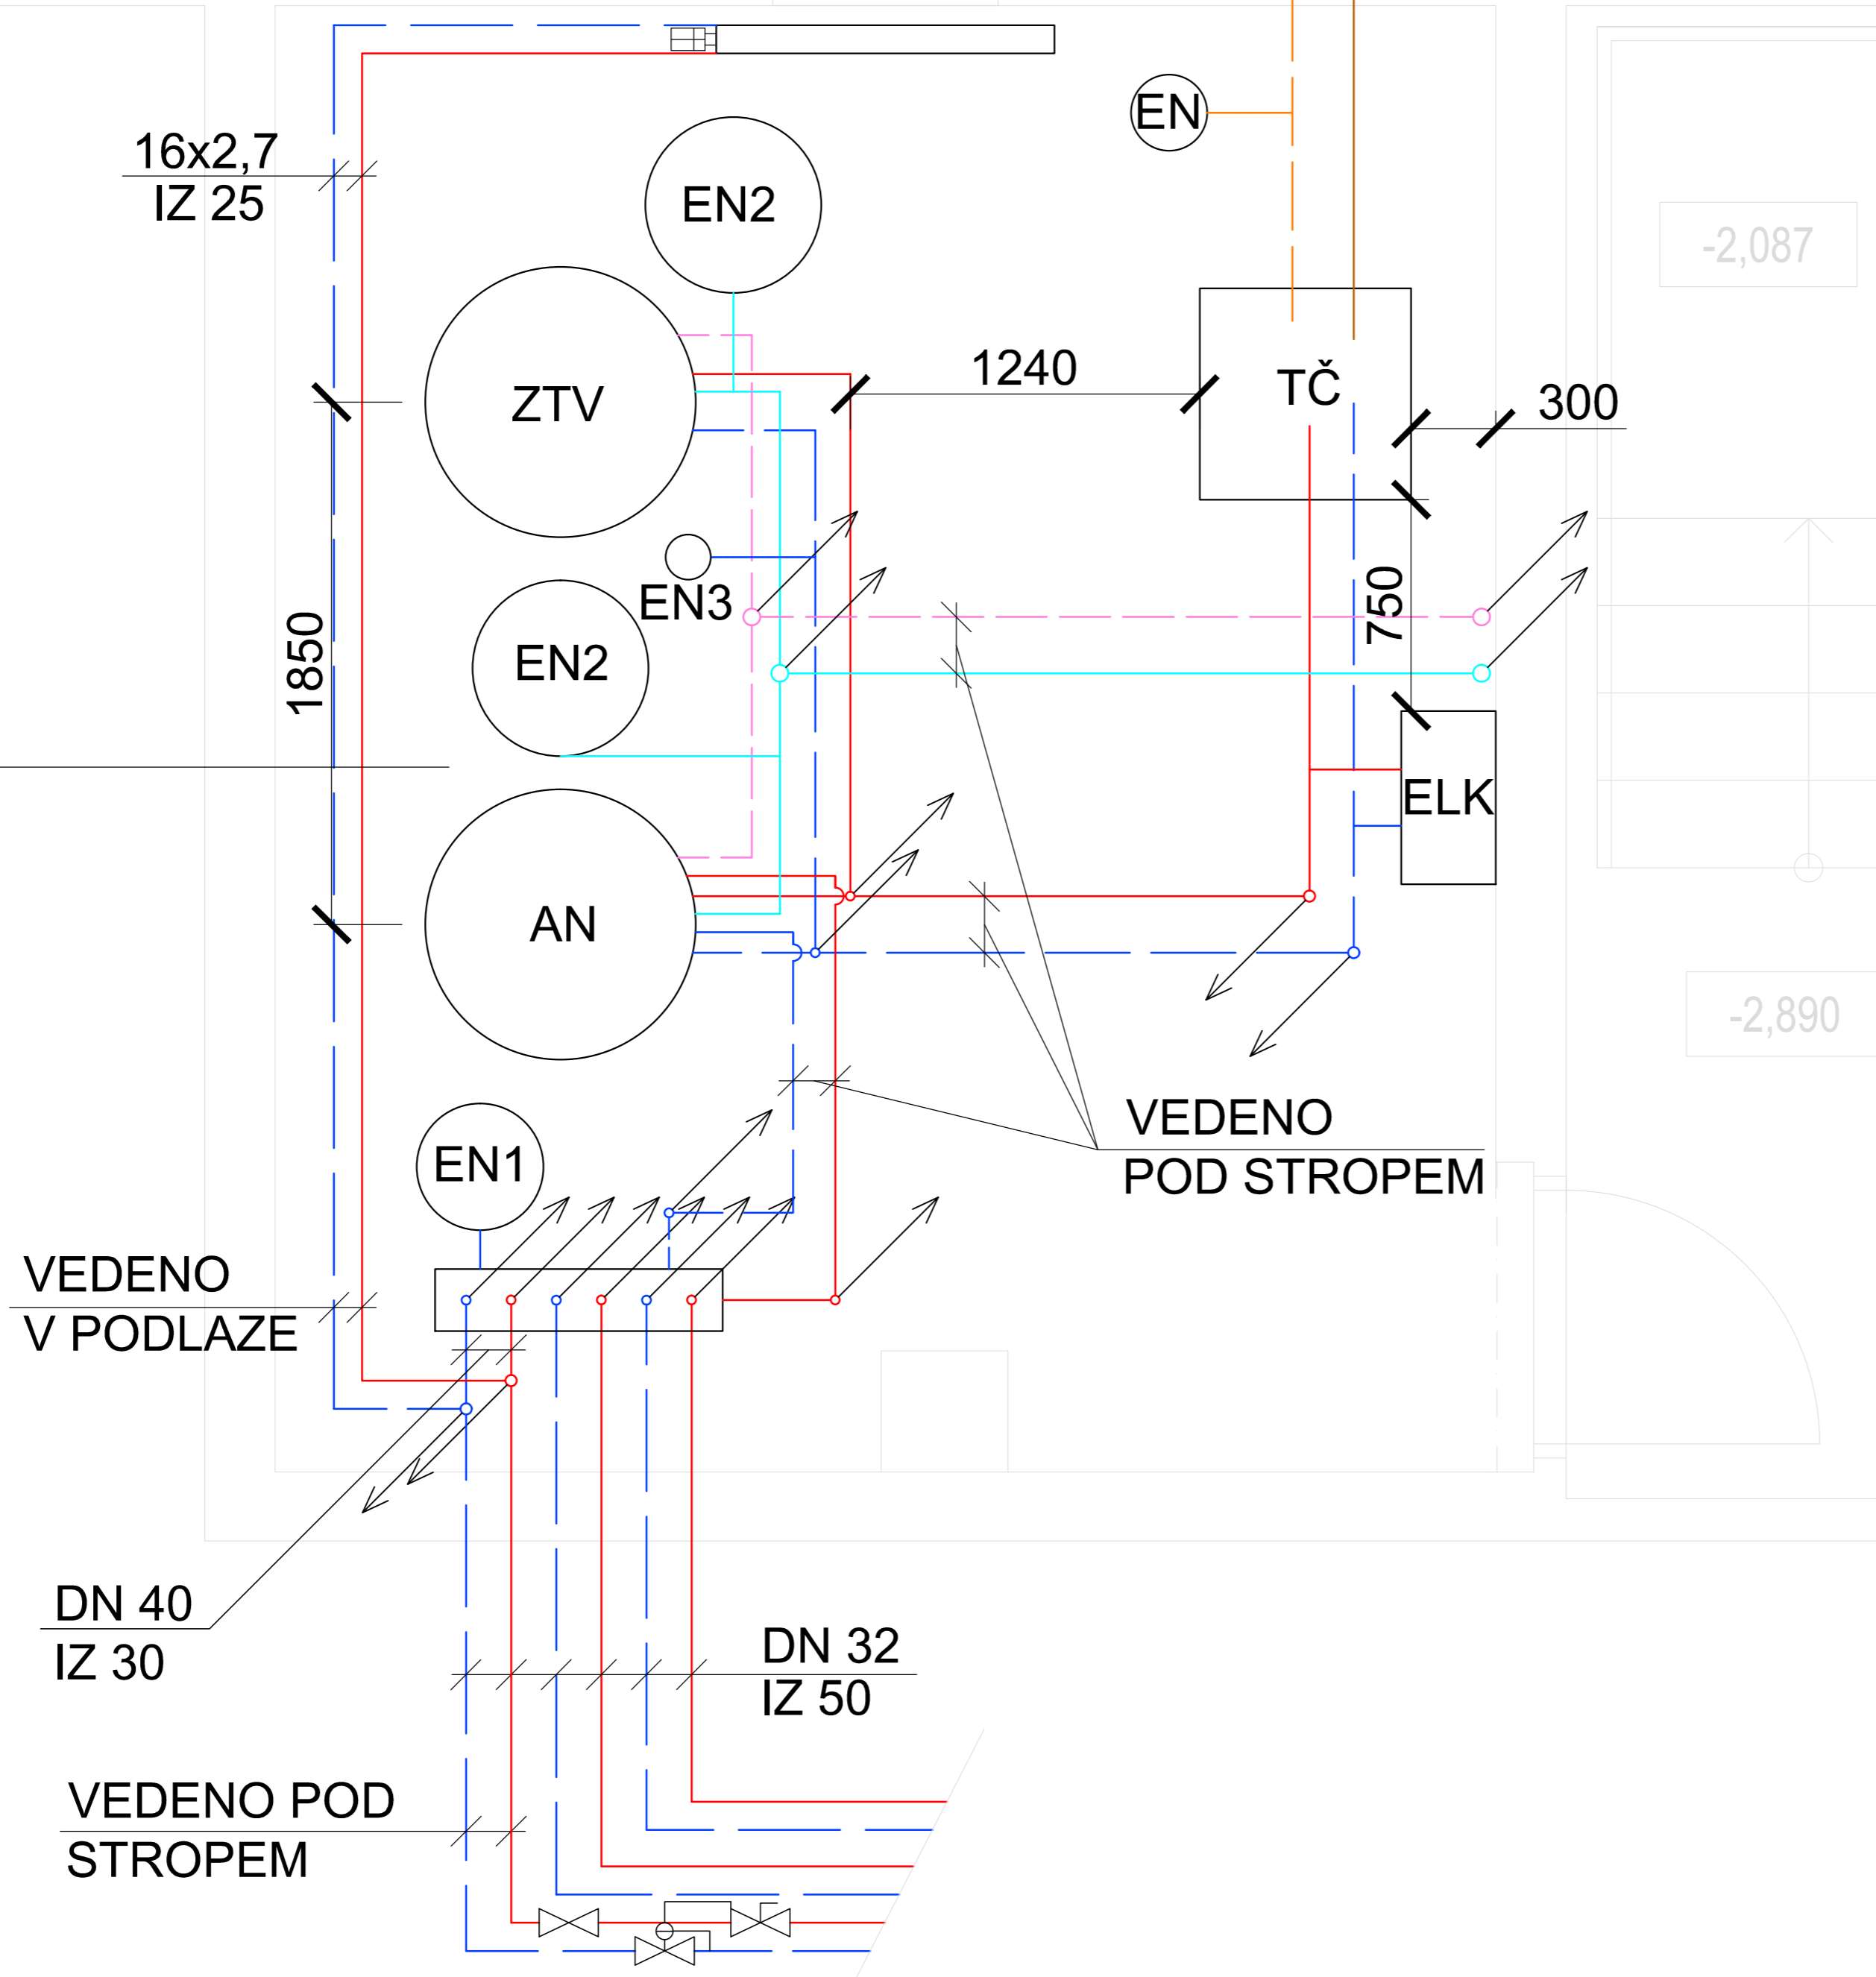 EN
16x2,7
IZ 25
EN2
-2,087
1240
TČ
300
ZTV
EN3
750
1850
EN2
ELK
AN
-2,890
VEDENO
POD STROPEM
EN1
VEDENO
V PODLAZE
DN 40
IZ 30
DN 32
IZ 50
VEDENO POD
STROPEM